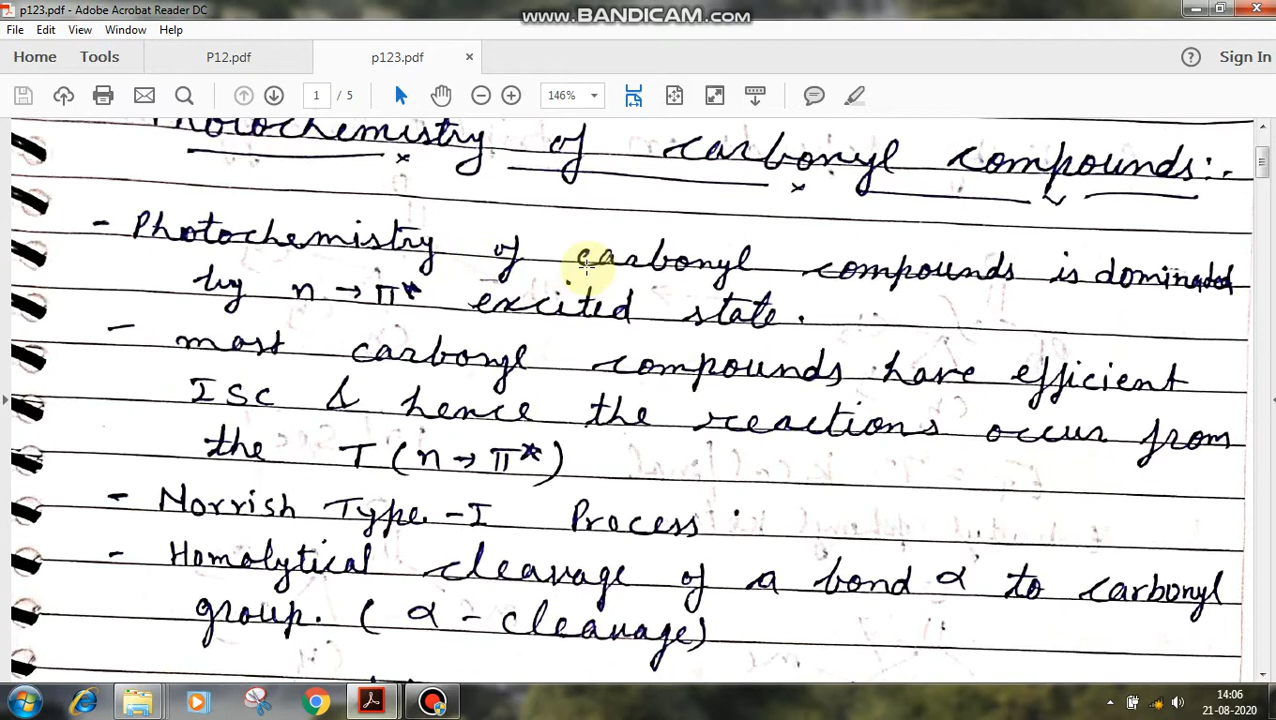 p123.pdf - Adobe Acrobat Reader DC
www.BANDICAM.com
File Edit View Window Help
Home Tools P12.pdf p123.pdf × Sign In
1 / 5 146%
Photochemistry of carbonyl compounds:-
- Photochemistry of carbonyl compounds is dominated
by n → π* excited state.
- most carbonyl compounds have efficient
ISC & hence the reactions occur from
the T(n → π*)
- Norrish Type-I Process:
- Homolytical cleavage of a bond α to carbonyl
group. (α - cleavage)
14:06
21-08-2020